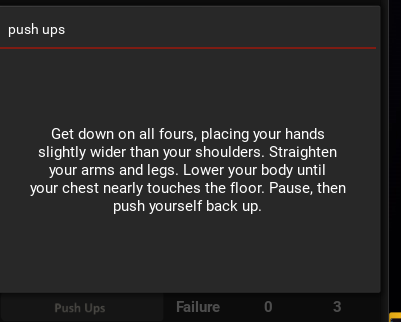 push ups
Get down on all fours, placing your hands
slightly wider than your shoulders. Straighten
your arms and legs. Lower your body until
your chest nearly touches the floor. Pause, then
push yourself back up.
Push Ups Failure 0 3